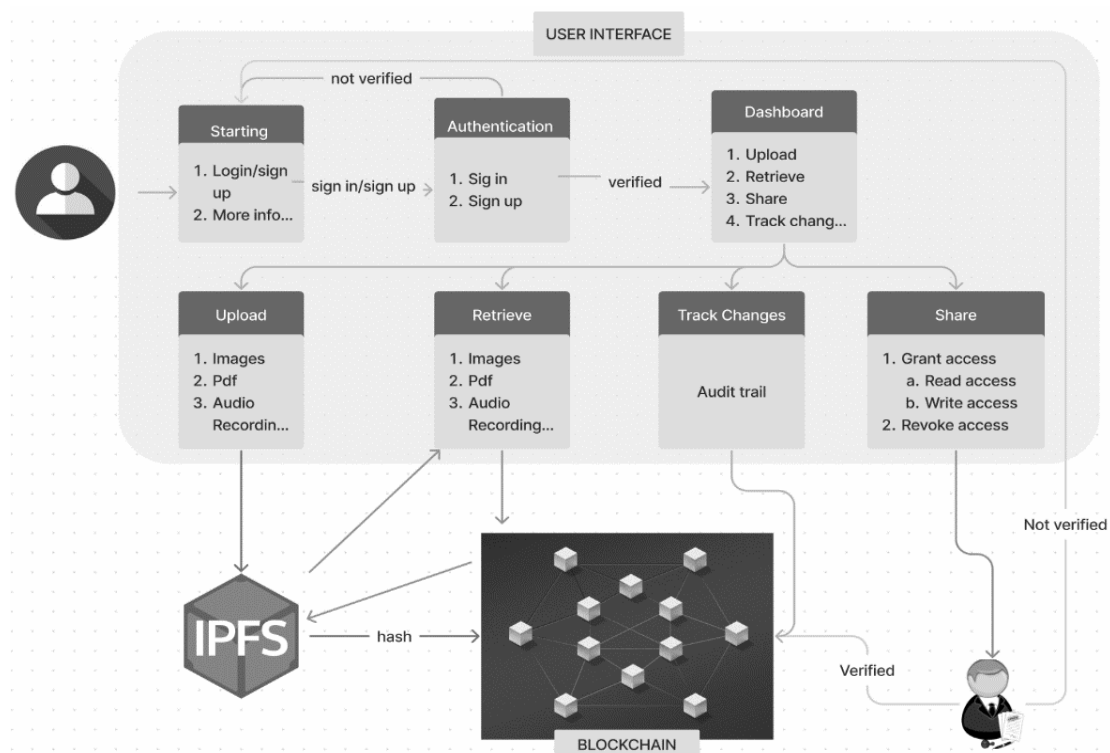 USER INTERFACE
not verified
Starting
1. Login/sign
up
2. More info...
sign in/sign up
Authentication
1. Sig in
2. Sign up
verified
Dashboard
1. Upload
2. Retrieve
3. Share
4. Track chang...
Upload
1. Images
2. Pdf
3. Audio
Recordin...
Retrieve
1. Images
2. Pdf
3. Audio
Recording...
Track Changes
Audit trail
Share
1. Grant access
a. Read access
b. Write access
2. Revoke access
Not verified
IPFS
hash
Verified
BLOCKCHAIN